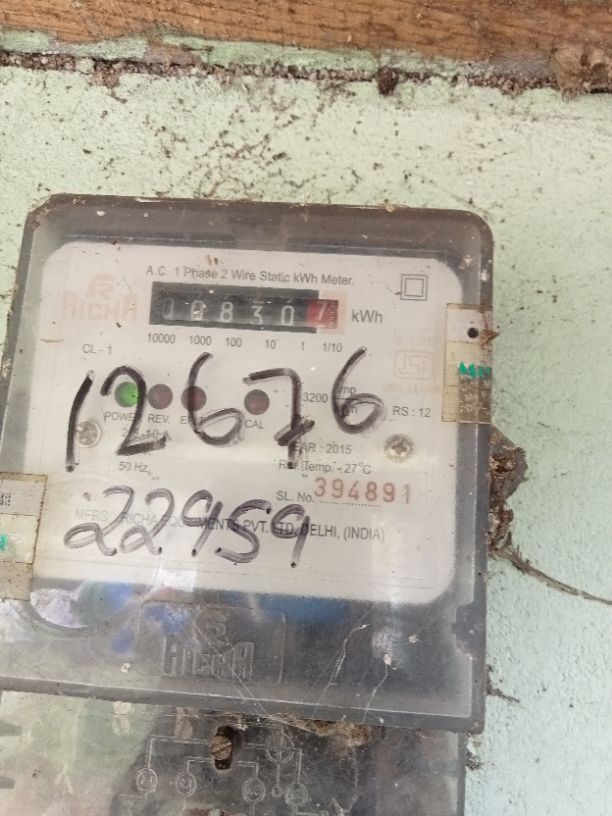 A.C. 1 Phase 2 Wire Static kWh Meter.
RICHA
00830 kWh
10000 1000 100 10 1 1/10
CL : 1
12676
3200
POWER REV. CAL
RS : 12
YEAR : 2015
50 Hz
Ref. Temp. - 27°C
SL. No. 394891
22959
MFRS. RICHA EQUIPMENTS PVT. LTD. DELHI, (INDIA)
RICHA